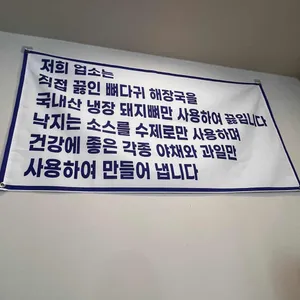 저희 업소는
직접 끓인 뼈다귀 해장국을
국내산 냉장 돼지뼈만 사용하여 끓입니다
낙지는 소스를 수제로만 사용하며
건강에 좋은 각종 야채와 과일만
사용하여 만들어 냅니다